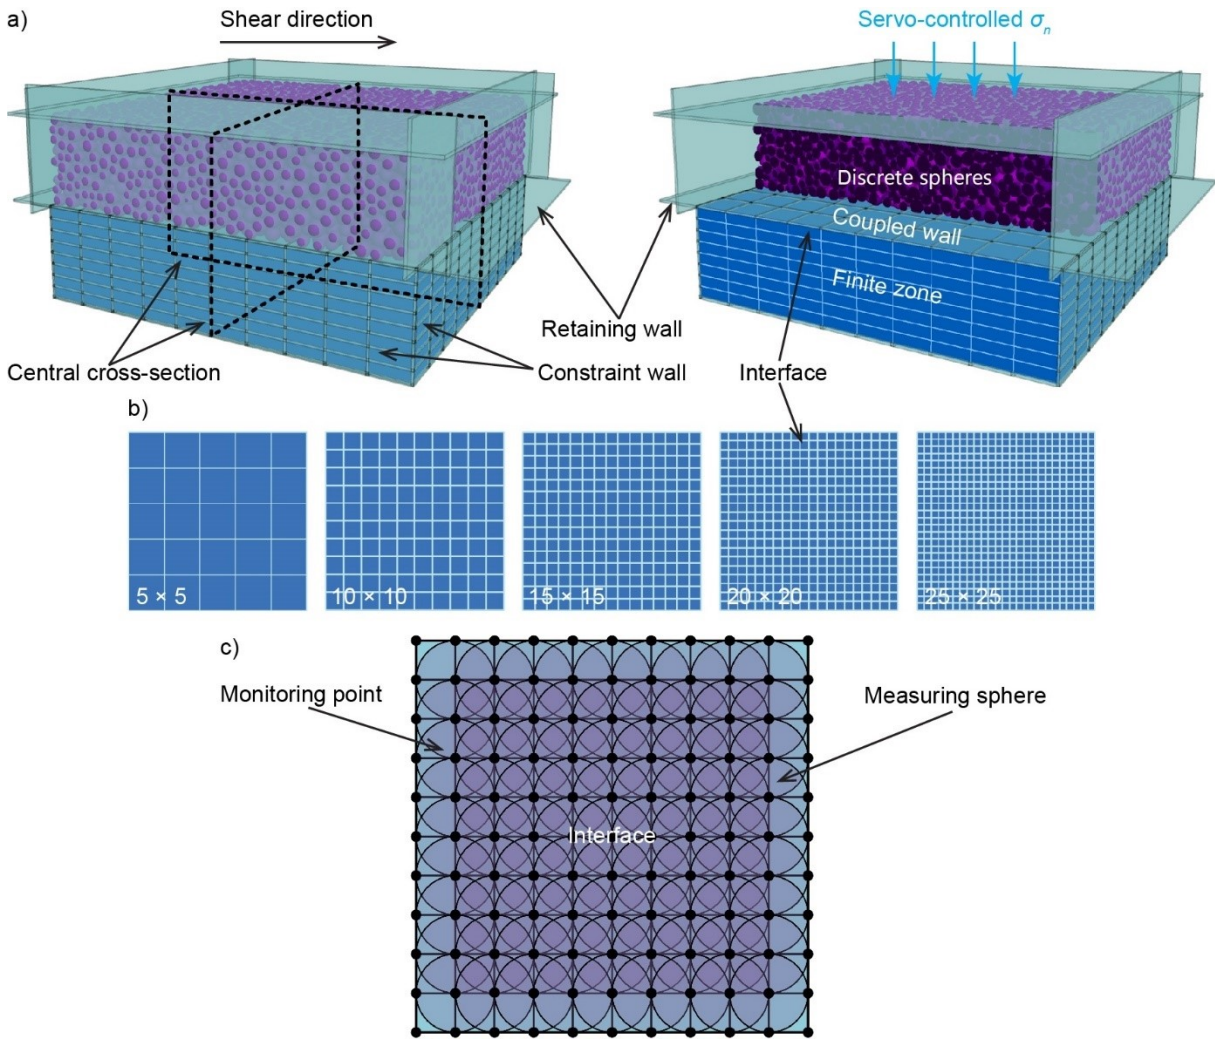 a)
Shear direction
Servo-controlled σn
Discrete spheres
Coupled wall
Finite zone
Retaining wall
Central cross-section
Constraint wall
Interface
b)
5 × 5
10 × 10
15 × 15
20 × 20
25 × 25
c)
Monitoring point
Measuring sphere
Interface